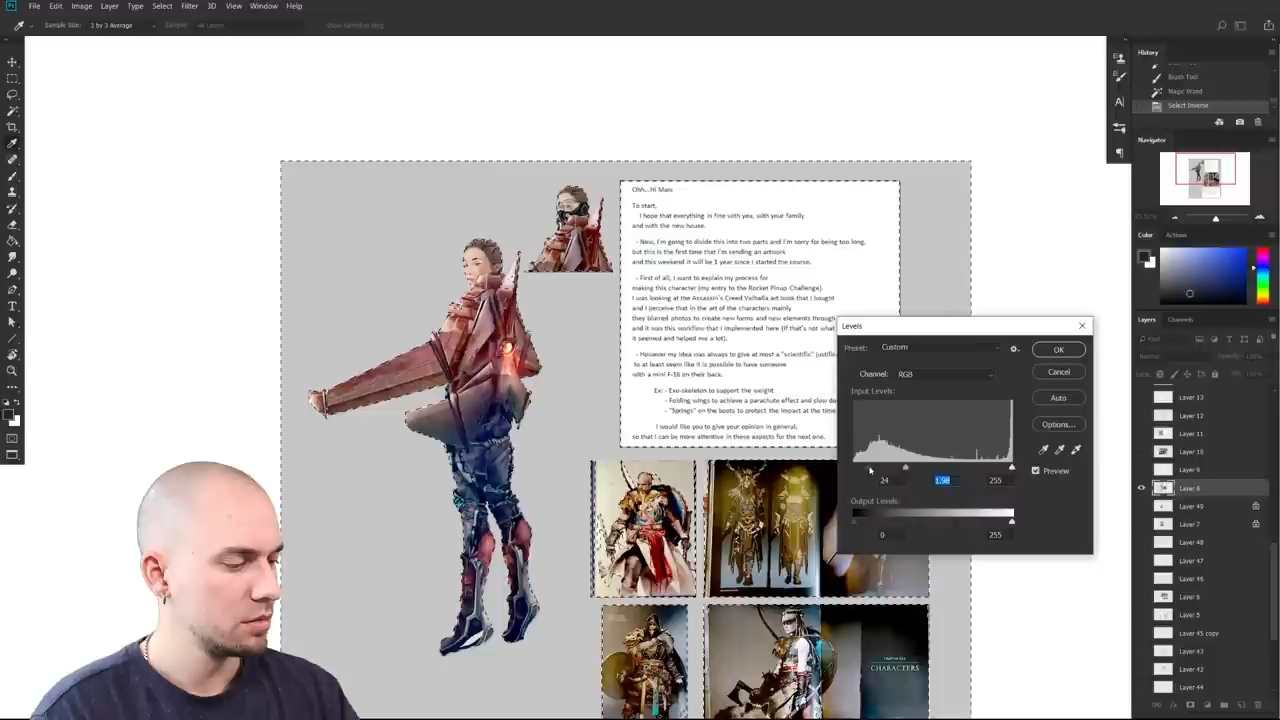 File Edit Image Layer Type Select Filter 3D View Window Help
Sample Size: 3 by 3 Average
Show Sampling Ring
History
Brush Tool
Magic Wand
Select Inverse
Navigator
Color Actions
Layers Channels
Layer 13
Layer 12
Layer 11
Layer 10
Layer 9
Layer 8
Layer 49
Layer 7
Layer 48
Layer 47
Layer 46
Layer 6
Layer 5
Layer 45 copy
Layer 43
Layer 42
Layer 44
Ohh...Hi Marc
To start,
I hope that everything is fine with you, with your family
and with the new house.
- Now, I'm going to divide this into two parts and I'm sorry for being too long,
but this is the first time that I'm sending an artwork
and this weekend it will be 1 year since I started the course.
- First of all, I want to explain my process for
making this character (my entry to the Rocket Pinup Challenge).
I was looking at the Assassin's Creed Valhalla art book that I bought
and I perceive that in the art of the characters mainly
they blurred photos to create new forms and new elements through
and it was this workflow that I implemented here (If that's not what
it seemed and helped me a lot).
- However my idea was always to give at most a "scientific"
to at least seem like it is possible to have someone
with a mini F-16 on their back.
Ex: - Exo-skeleton to support the weight
- Folding wings to achieve a parachute effect and slow
- "Springs" on the boots to protect the impact at the time
I would like you to give your opinion in general,
so that I can be more attentive in these aspects for the next one.
Levels
Preset: Custom
OK
Channel: RGB
Cancel
Input Levels:
Auto
Options...
Preview
24 1.90 255
Output Levels:
0 255
CHARACTERS